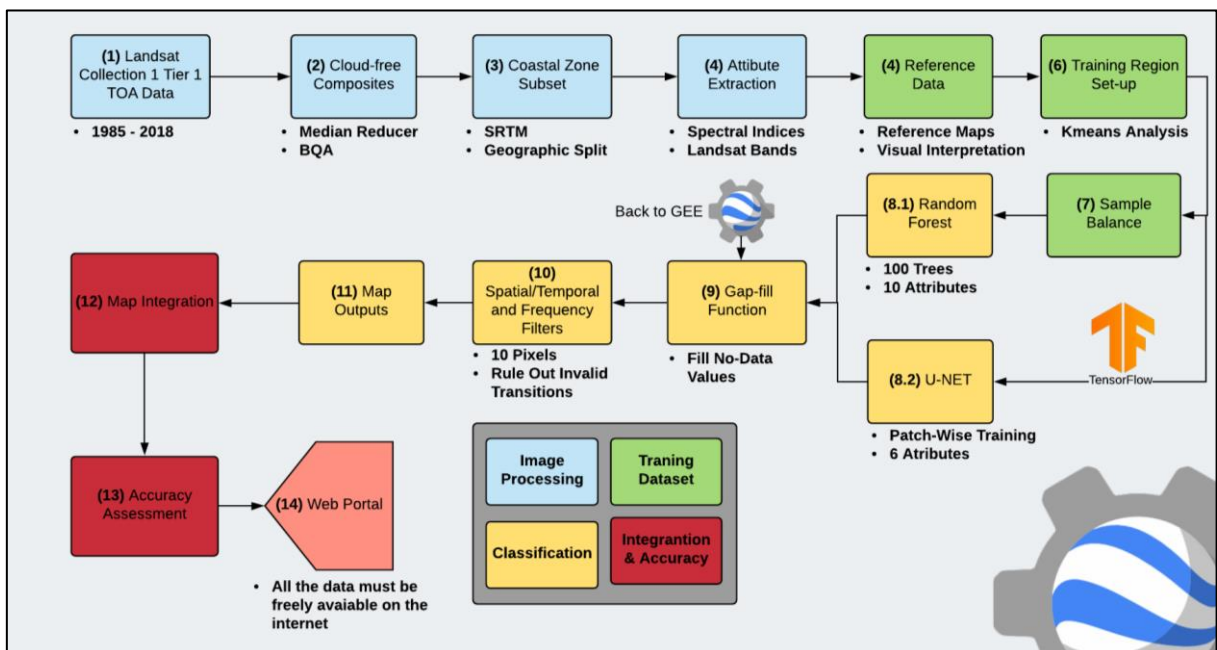 (1) Landsat
Collection 1 Tier 1
TOA Data
• 1985 - 2018
(2) Cloud-free
Composites
• Median Reducer
• BQA
(3) Coastal Zone
Subset
• SRTM
• Geographic Split
(4) Attibute
Extraction
• Spectral Indices
• Landsat Bands
(4) Reference
Data
• Reference Maps
• Visual Interpretation
(6) Training Region
Set-up
• Kmeans Analysis
(7) Sample
Balance
(8.1) Random
Forest
• 100 Trees
• 10 Attributes
TensorFlow
(8.2) U-NET
• Patch-Wise Training
• 6 Atributes
Back to GEE
(9) Gap-fill
Function
• Fill No-Data
Values
(10)
Spatial/Temporal
and Frequency
Filters
• 10 Pixels
• Rule Out Invalid
Transitions
(11) Map
Outputs
(12) Map Integration
(13) Accuracy
Assessment
(14) Web Portal
• All the data must be
freely avaiable on the
internet
Image
Processing
Traning
Dataset
Classification
Integrantion
& Accuracy